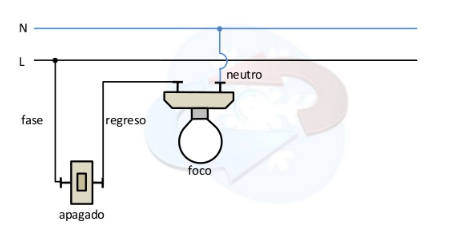 N
L
neutro
fase
regreso
foco
apagado